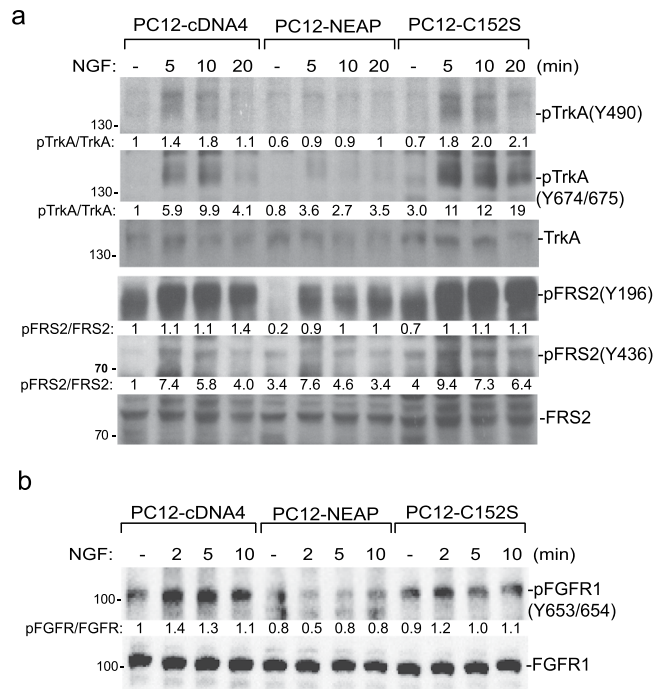 a
PC12-cDNA4 PC12-NEAP PC12-C152S
NGF: - 5 10 20 - 5 10 20 - 5 10 20 (min)
-pTrkA(Y490)
130-
pTrkA/TrkA: 1 1.4 1.8 1.1 0.6 0.9 0.9 1 0.7 1.8 2.0 2.1
-pTrkA
(Y674/675)
130-
pTrkA/TrkA: 1 5.9 9.9 4.1 0.8 3.6 2.7 3.5 3.0 11 12 19
-TrkA
130-
-pFRS2(Y196)
pFRS2/FRS2: 1 1.1 1.1 1.4 0.2 0.9 1 1 0.7 1 1.1 1.1
-pFRS2(Y436)
70-
pFRS2/FRS2: 1 7.4 5.8 4.0 3.4 7.6 4.6 3.4 4 9.4 7.3 6.4
-FRS2
70-
b
PC12-cDNA4 PC12-NEAP PC12-C152S
NGF: - 2 5 10 - 2 5 10 - 2 5 10 (min)
100- -pFGFR1
(Y653/654)
pFGFR/FGFR: 1 1.4 1.3 1.1 0.8 0.5 0.8 0.8 0.9 1.2 1.0 1.1
100- -FGFR1